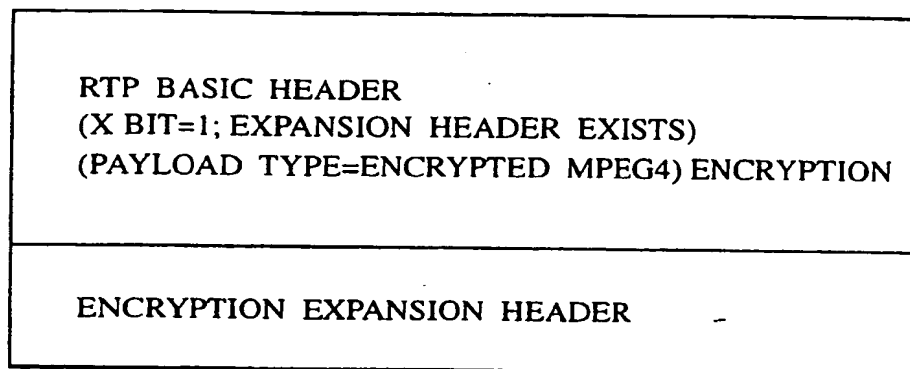 RTP BASIC HEADER
(X BIT=1; EXPANSION HEADER EXISTS)
(PAYLOAD TYPE=ENCRYPTED MPEG4) ENCRYPTION
ENCRYPTION EXPANSION HEADER